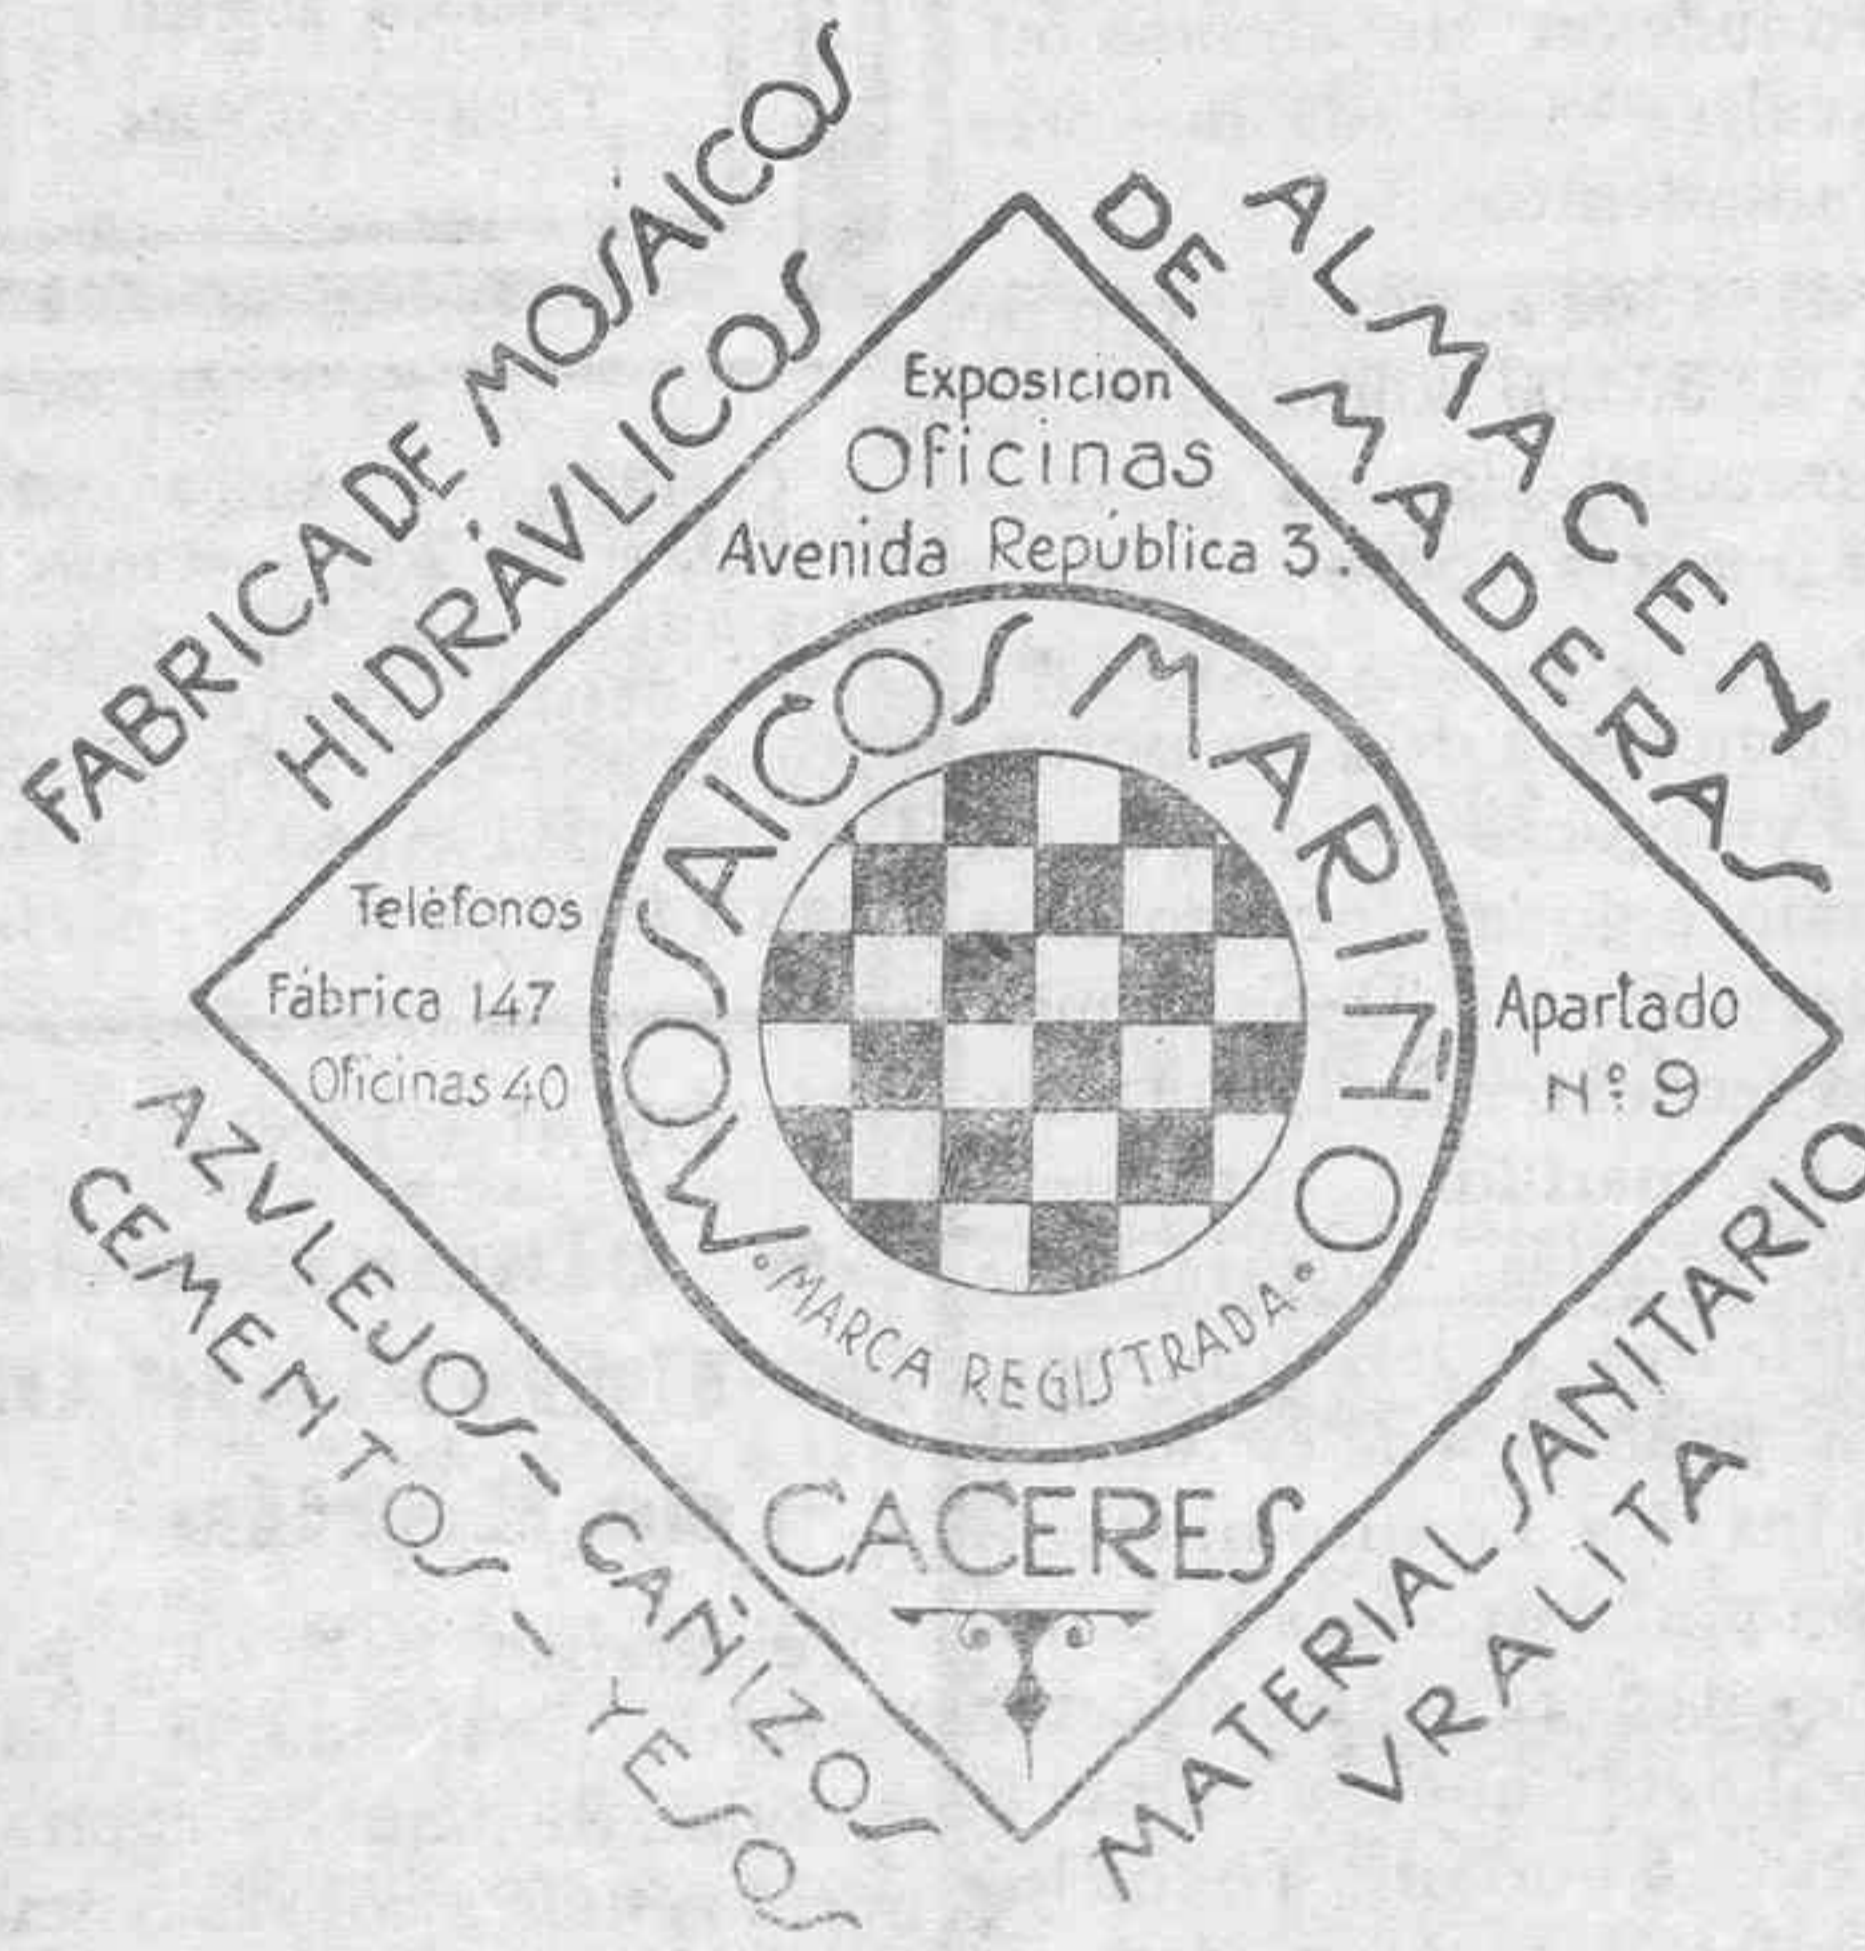 FABRICA DE MOSÁICOS
HIDRÁVLICOS
ALMACEN
DE MADERAS
Exposicion
Oficinas
Avenida República 3.
MOSAICOS MARIÑO
MARCA REGISTRADA
Teléfonos
Fábrica 147
Oficinas 40
Apartado
Nº 9
CACERES
AZVLEJOS - CAÑIZOS
CEMENTOS - YESOS
MATERIAL SANITARIO
VRALITA